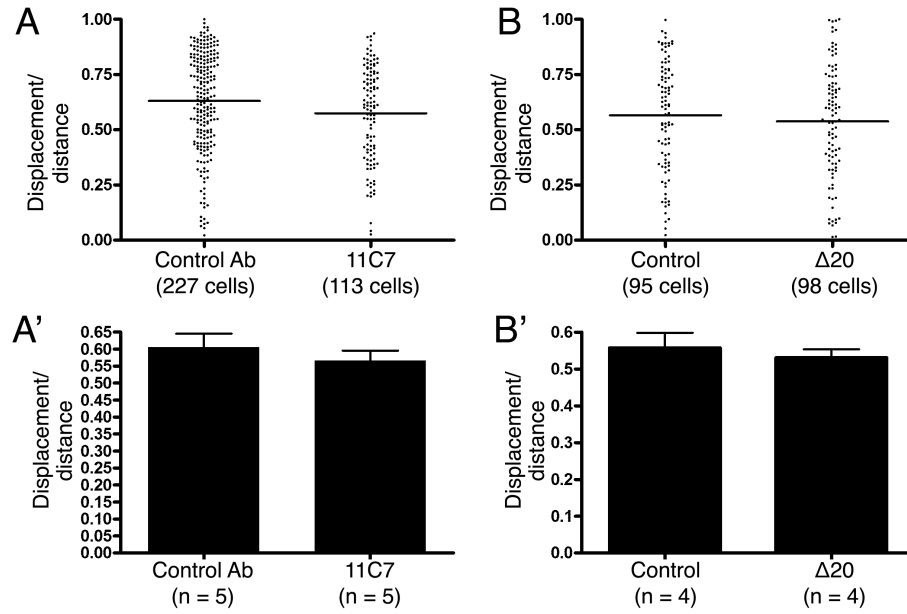 A
Displacement/
distance
1.00
0.75
0.50
0.25
0.00
Control Ab
(227 cells)
11C7
(113 cells)
B
Displacement/
distance
1.00
0.75
0.50
0.25
0.00
Control
(95 cells)
Δ20
(98 cells)
A'
Displacement/
distance
0.65
0.60
0.55
0.50
0.45
0.40
0.35
0.30
0.25
0.20
0.15
0.10
0.05
0.00
Control Ab
(n = 5)
11C7
(n = 5)
B'
Displacement/
distance
0.6
0.5
0.4
0.3
0.2
0.1
0.0
Control
(n = 4)
Δ20
(n = 4)